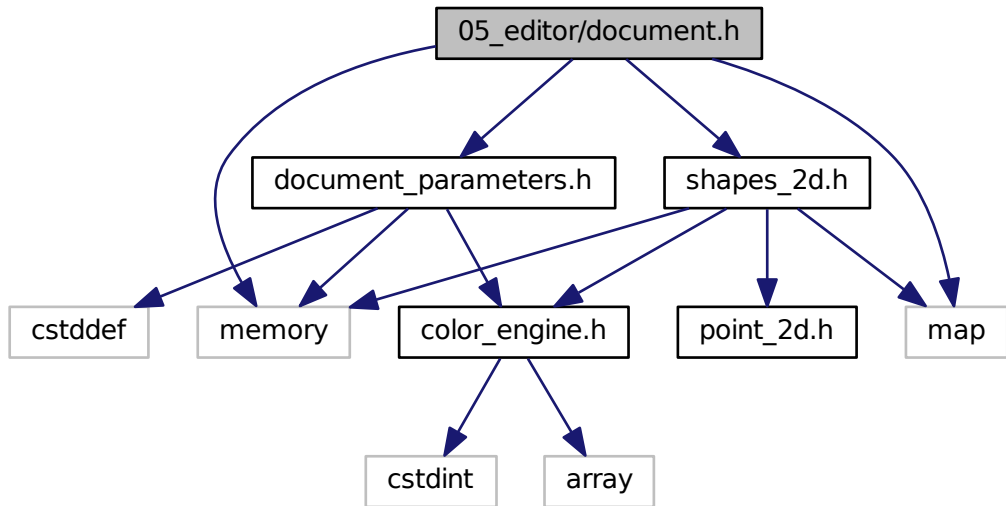 05_editor/document.h
document_parameters.h
shapes_2d.h
cstddef
memory
color_engine.h
point_2d.h
map
cstdint
array